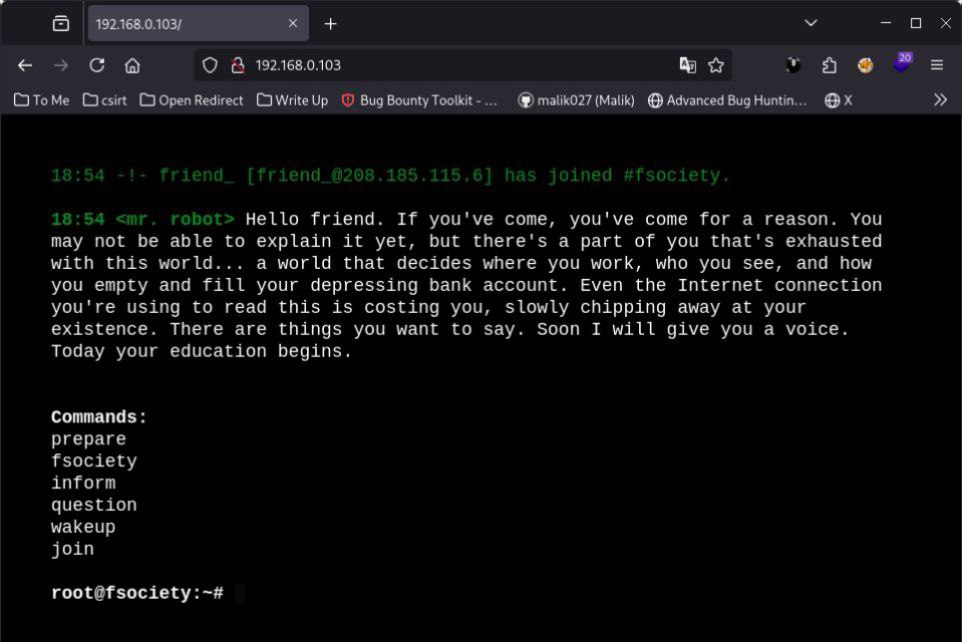 192.168.0.103/
192.168.0.103
20
To Me csirt Open Redirect Write Up Bug Bounty Toolkit - ... malik027 (Malik) Advanced Bug Huntin... X
18:54 -!- friend_ [friend_@208.185.115.6] has joined #fsociety.
18:54 <mr. robot> Hello friend. If you've come, you've come for a reason. You
may not be able to explain it yet, but there's a part of you that's exhausted
with this world... a world that decides where you work, who you see, and how
you empty and fill your depressing bank account. Even the Internet connection
you're using to read this is costing you, slowly chipping away at your
existence. There are things you want to say. Soon I will give you a voice.
Today your education begins.
Commands:
prepare
fsociety
inform
question
wakeup
join
root@fsociety:~#